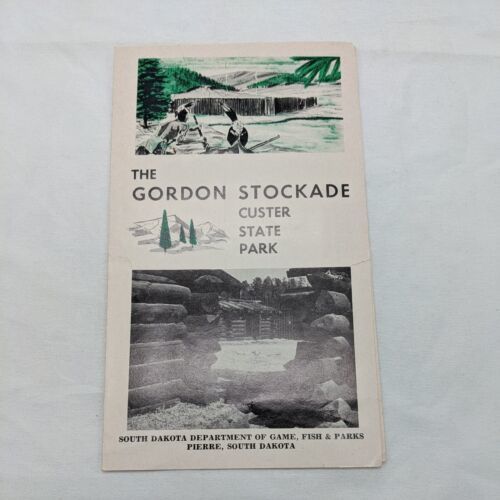 THE
GORDON STOCKADE
CUSTER
STATE
PARK
SOUTH DAKOTA DEPARTMENT OF GAME, FISH & PARKS
PIERRE, SOUTH DAKOTA